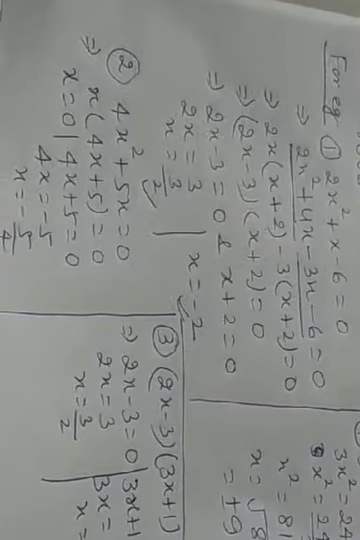 For eg ① 2x² + x - 6 = 0
⇒ 2x² + 4x - 3x - 6 = 0
⇒ 2x(x+2) - 3(x+2) = 0
⇒ (2x-3)(x+2) = 0
⇒ 2x-3 = 0 & x+2 = 0
2x = 3 | x = -2
x = 3/2
② 4x² + 5x = 0
⇒ x(4x+5) = 0
x = 0 | 4x+5 = 0
4x = -5
x = -5/4
3x² = 24
x² = 24
x² = 81
x = √8
= ±9
③ (2x-3)(3x+1)
⇒ 2x-3 = 0 | 3x+1
2x = 3 | 3x =
x = 3/2 | x =